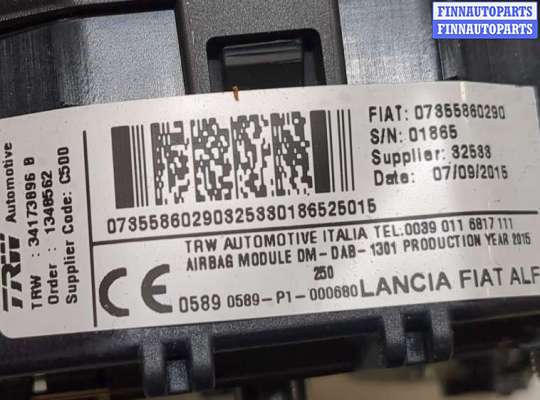 FINNAUTOPARTS
FINNAUTOPARTS
TRW Automotive
TRW : 34173896 B
Order : 1348562
Supplier Code: C500
FIAT: 07355860290
S/N: 01865
Supplier: 32533
Date: 07/09/2015
07355860290325330186525015
TRW AUTOMOTIVE ITALIA TEL:0039 011 6817 111
AIRBAG MODULE DM-DAB-1301 PRODUCTION YEAR 2015
250
CE 0589 0589-P1-000680 LANCIA FIAT ALF